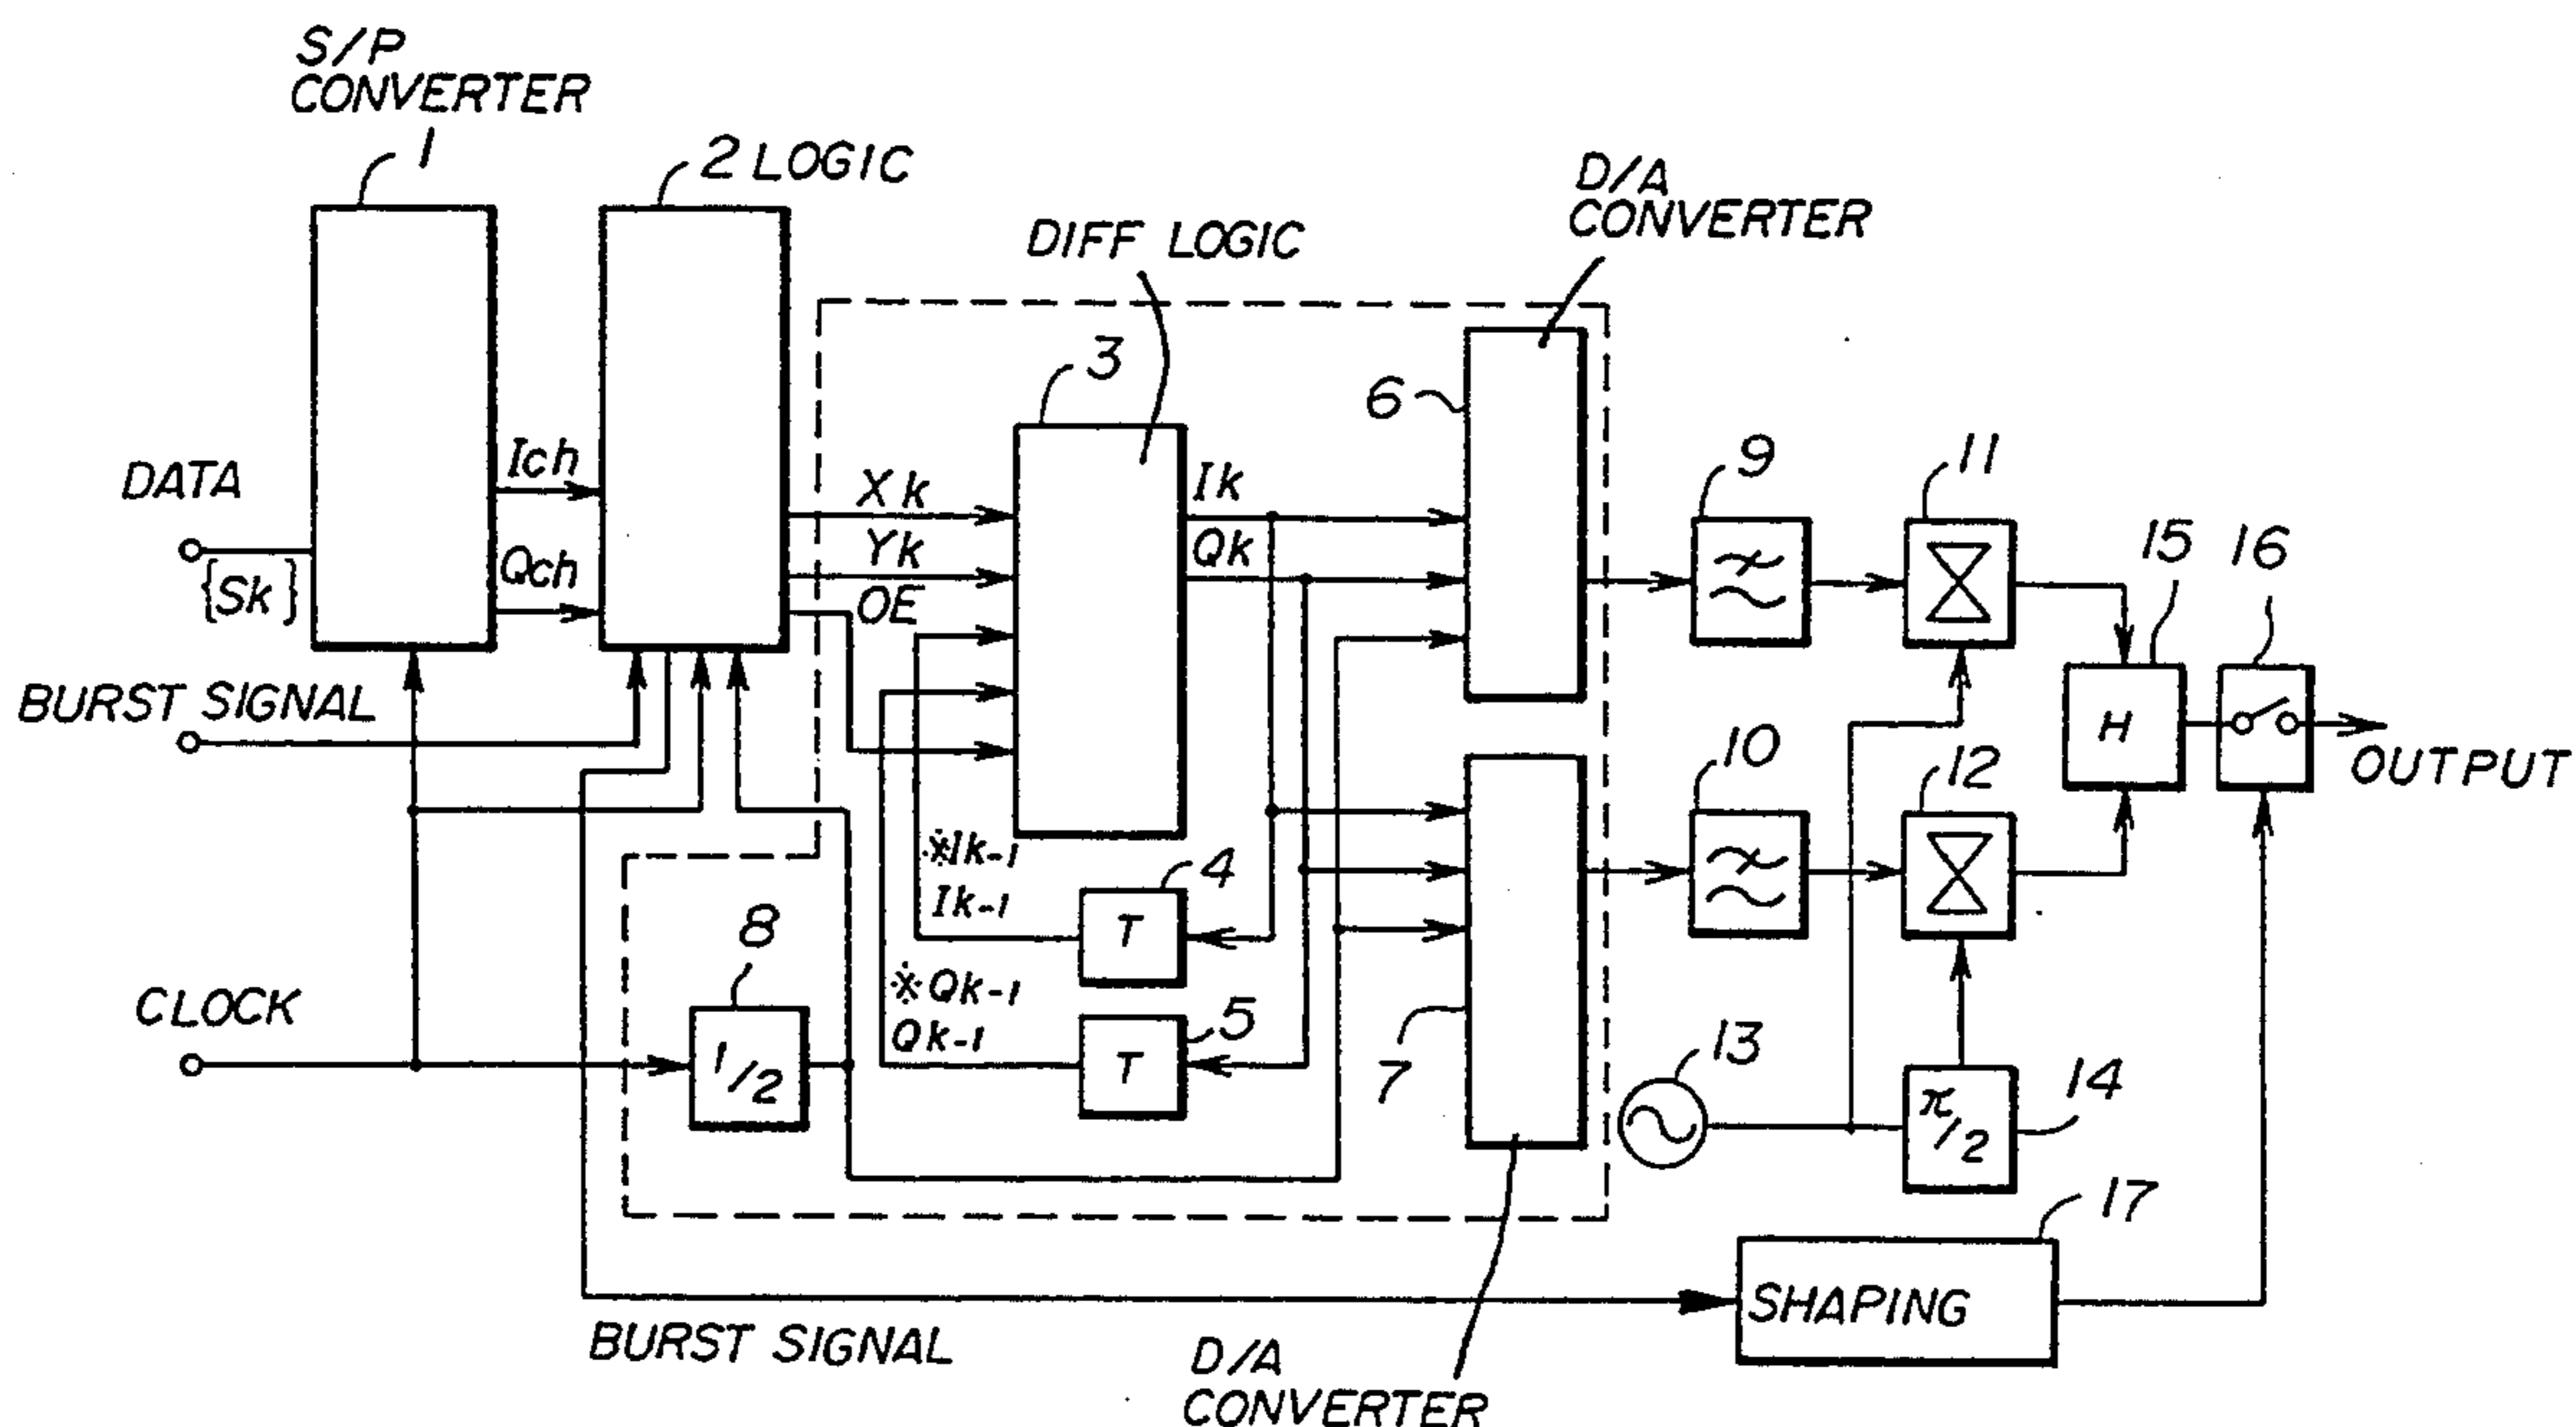 S/P
CONVERTER
1
2 LOGIC
D/A
CONVERTER
DIFF LOGIC
3
6
DATA
{Sk}
Ich
Qch
Xk
Yk
OE
Ik
Qk
9
11
15
16
H
BURST SIGNAL
OUTPUT
10
12
※Ik-1
Ik-1
4
T
8
1/2
※Qk-1
Qk-1
5
T
7
CLOCK
13
π/2
14
17
SHAPING
BURST SIGNAL
D/A
CONVERTER